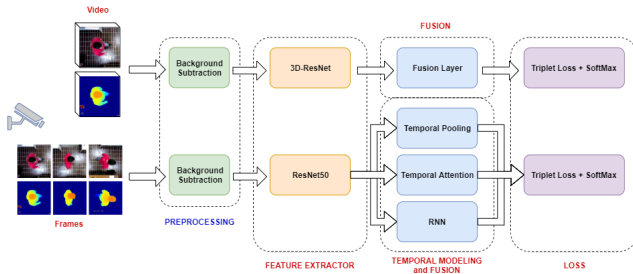 Video
FUSION
Background
Subtraction
3D-ResNet
Fusion Layer
Triplet Loss + SoftMax
Temporal Pooling
Background
Subtraction
ResNet50
Temporal Attention
Triplet Loss + SoftMax
RNN
PREPROCESSING
Frames
FEATURE EXTRACTOR
TEMPORAL MODELING
and FUSION
LOSS